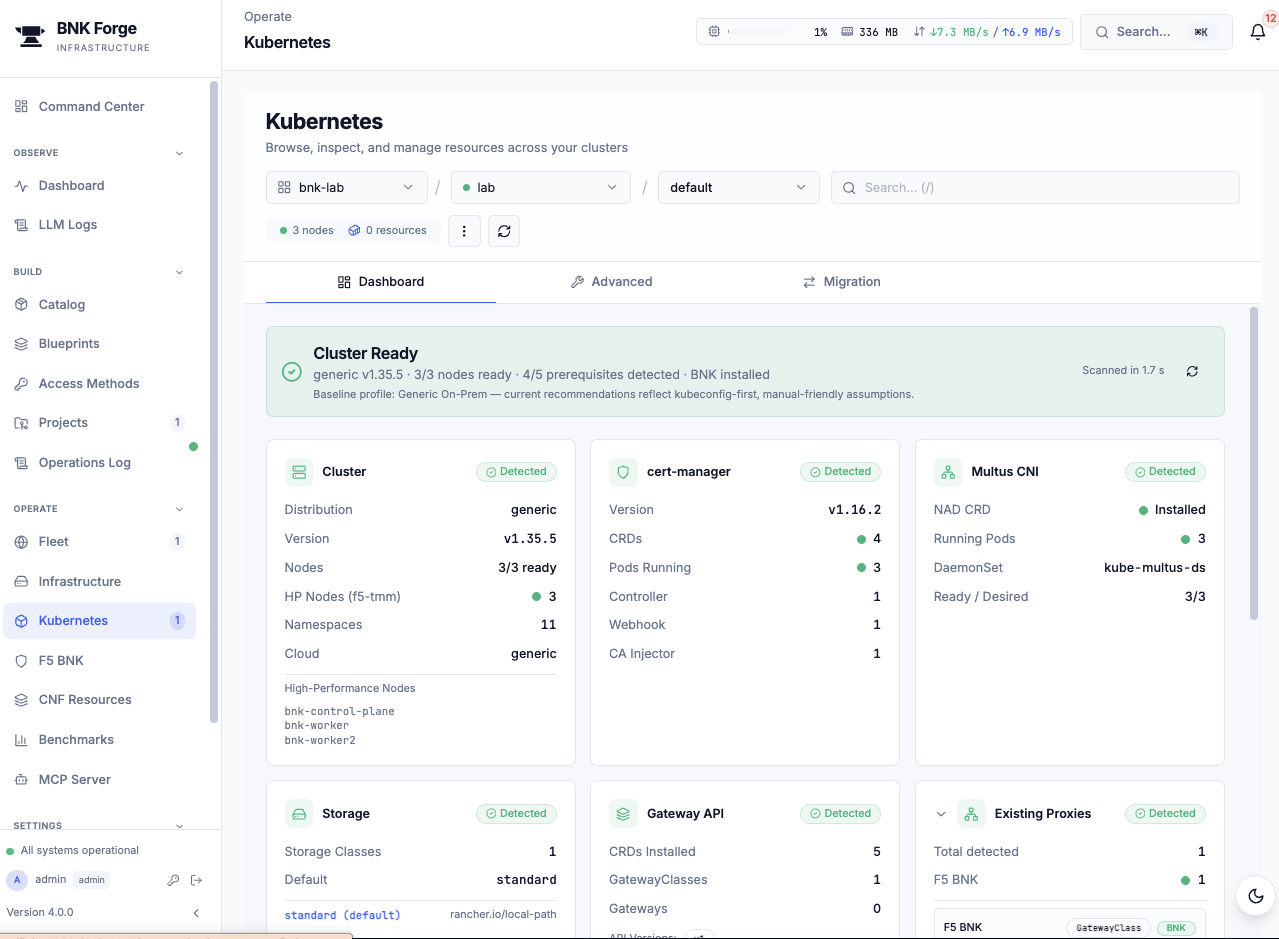 BNK Forge
INFRASTRUCTURE
Operate
Kubernetes
1%
336 MB
↓7.3 MB/s / ↑6.9 MB/s
Search...
⌘K
12
Command Center
OBSERVE
Dashboard
LLM Logs
BUILD
Catalog
Blueprints
Access Methods
Projects 1
Operations Log
OPERATE
Fleet 1
Infrastructure
Kubernetes 1
F5 BNK
CNF Resources
Benchmarks
MCP Server
SETTINGS
All systems operational
A admin admin
Version 4.0.0
Kubernetes
Browse, inspect, and manage resources across your clusters
bnk-lab / lab / default
Search... (/)
3 nodes 0 resources
Dashboard Advanced Migration
Cluster Ready
generic v1.35.5 · 3/3 nodes ready · 4/5 prerequisites detected · BNK installed
Baseline profile: Generic On-Prem — current recommendations reflect kubeconfig-first, manual-friendly assumptions.
Scanned in 1.7 s
Cluster Detected
Distribution generic
Version v1.35.5
Nodes 3/3 ready
HP Nodes (f5-tmm) 3
Namespaces 11
Cloud generic
High-Performance Nodes
bnk-control-plane
bnk-worker
bnk-worker2
cert-manager Detected
Version v1.16.2
CRDs 4
Pods Running 3
Controller 1
Webhook 1
CA Injector 1
Multus CNI Detected
NAD CRD Installed
Running Pods 3
DaemonSet kube-multus-ds
Ready / Desired 3/3
Storage Detected
Storage Classes 1
Default standard
standard (default) rancher.io/local-path
Gateway API Detected
CRDs Installed 5
GatewayClasses 1
Gateways 0
API Versions: v1
Existing Proxies Detected
Total detected 1
F5 BNK 1
F5 BNK GatewayClass BNK